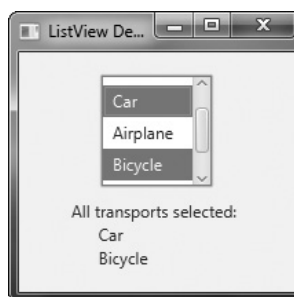 ListView De...
Car
Airplane
Bicycle
All transports selected:
Car
Bicycle